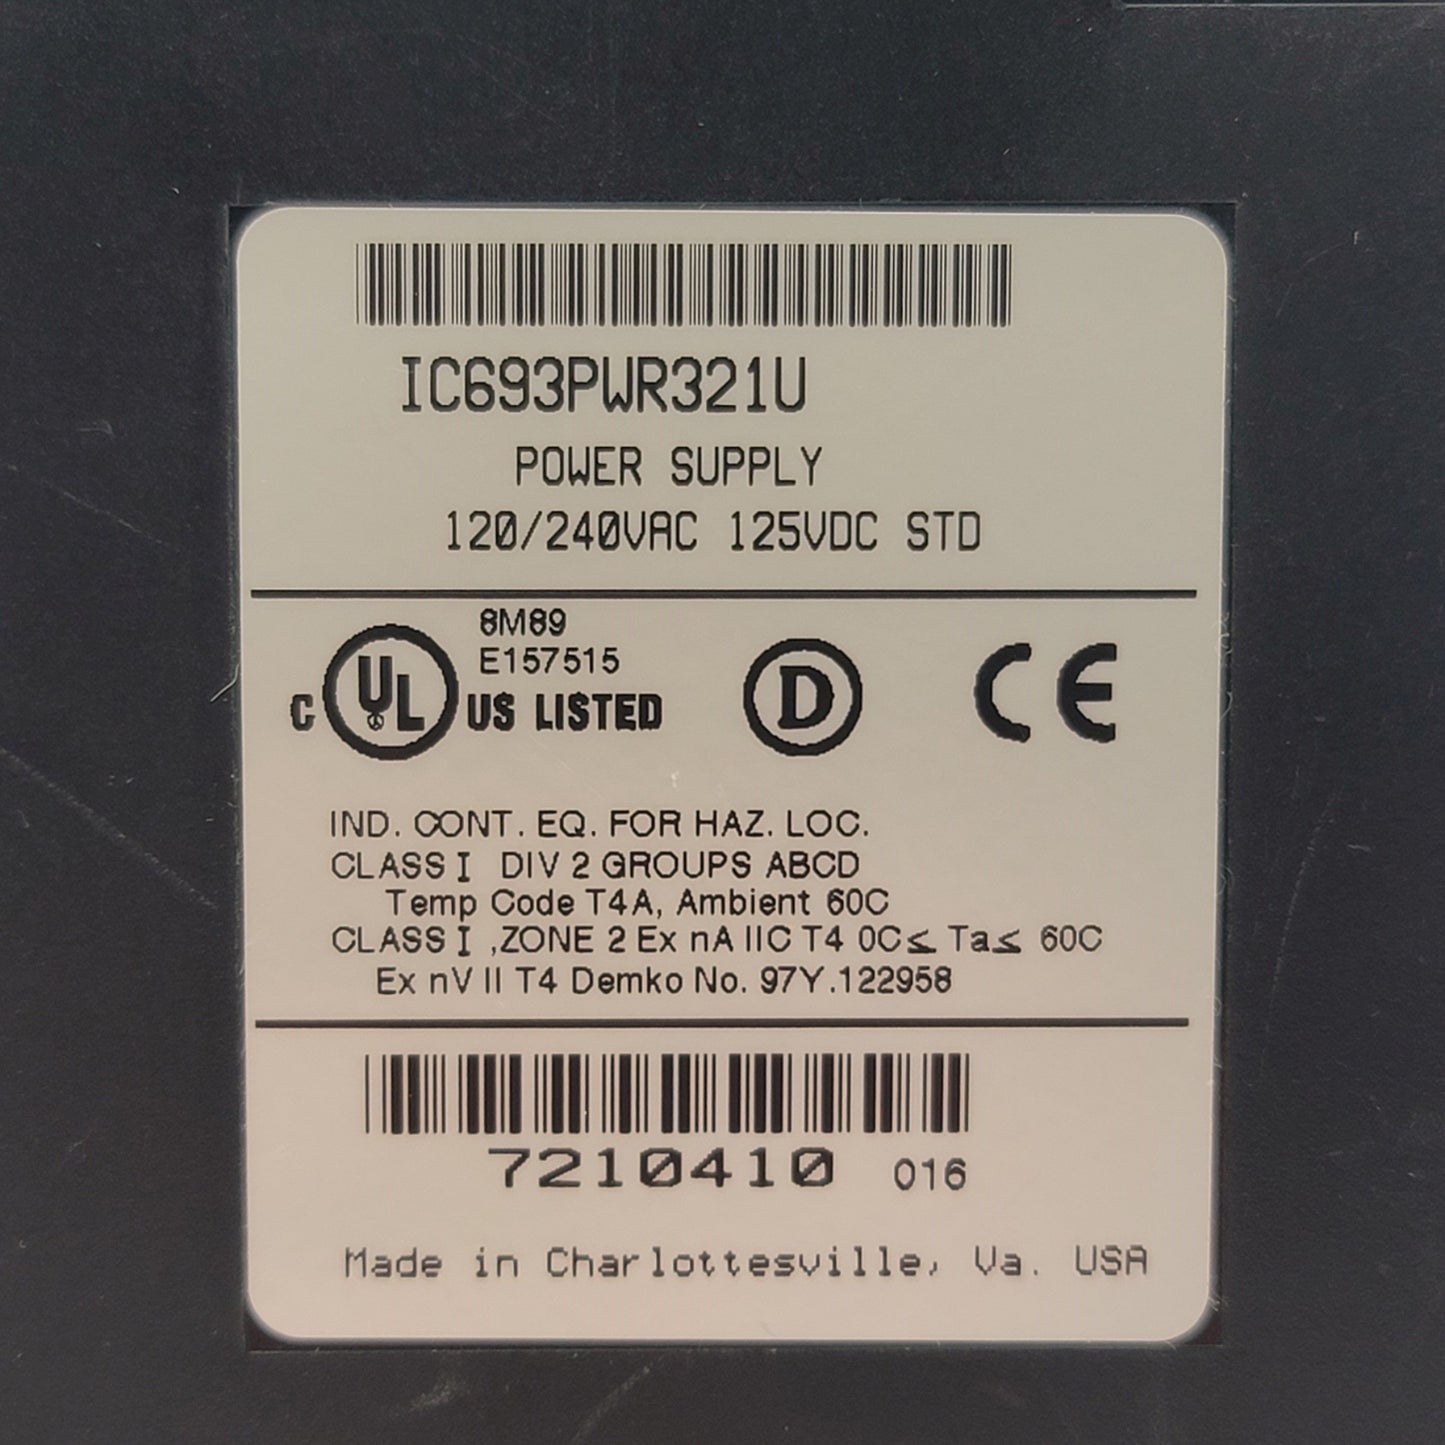 IC693PWR321U
POWER SUPPLY
120/240VAC 125VDC STD
8M89
E157515
C UL US LISTED
D
CE
IND. CONT. EQ. FOR HAZ. LOC.
CLASS I DIV 2 GROUPS ABCD
Temp Code T4A, Ambient 60C
CLASS I ,ZONE 2 Ex nA IIC T4 0C≤ Ta≤ 60C
Ex nV II T4 Demko No. 97Y.122958
7210410 016
Made in Charlottesville, Va. USA